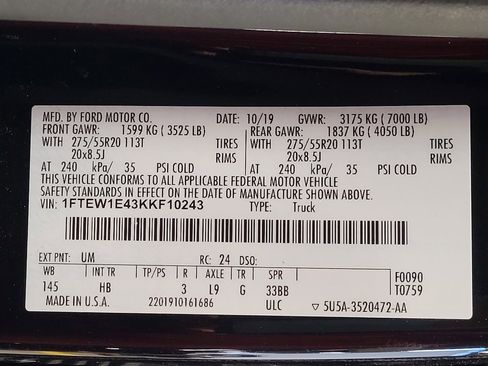 MFD. BY FORD MOTOR CO. DATE: 10/19 GVWR: 3175 KG ( 7000 LB)
FRONT GAWR: 1599 KG ( 3525 LB) REAR GAWR: 1837 KG ( 4050 LB)
WITH 275/55R20 113T TIRES WITH 275/55R20 113T TIRES
20x8.5J RIMS 20x8.5J RIMS
AT 240 kPa/ 35 PSI COLD AT 240 kPa/ 35 PSI COLD
THIS VEHICLE CONFORMS TO ALL APPLICABLE FEDERAL MOTOR VEHICLE
SAFETY STANDARDS IN EFFECT ON THE DATE OF MANUFACTURE SHOWN ABOVE.
VIN: 1FTEW1E43KKF10243 TYPE: Truck
EXT PNT: UM RC: 24 DSO:
WB INT TR TP/PS R AXLE TR SPR F0090
145 HB 3 L9 G 33BB T0759
MADE IN U.S.A. 2201910161686 ULC ▽ 5U5A-3520472-AA